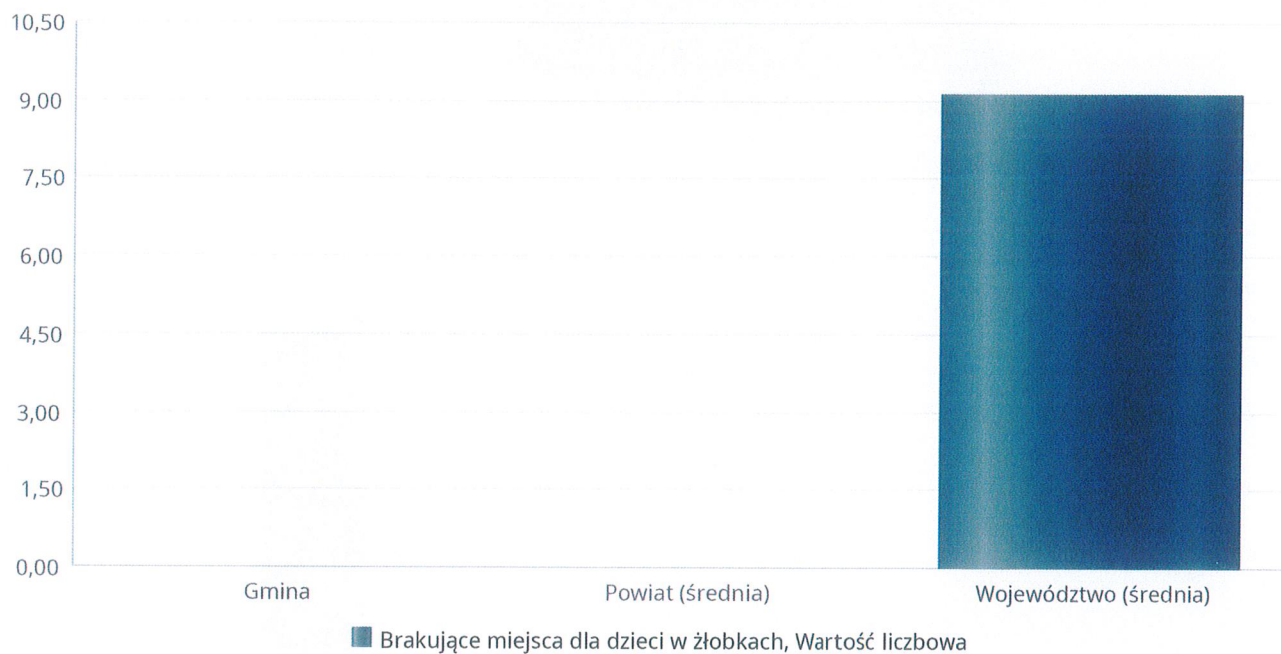 10,50
9,00
7,50
6,00
4,50
3,00
1,50
0,00
Gmina
Powiat (średnia)
Województwo (średnia)
Brakujące miejsca dla dzieci w żłobkach, Wartość liczbowa